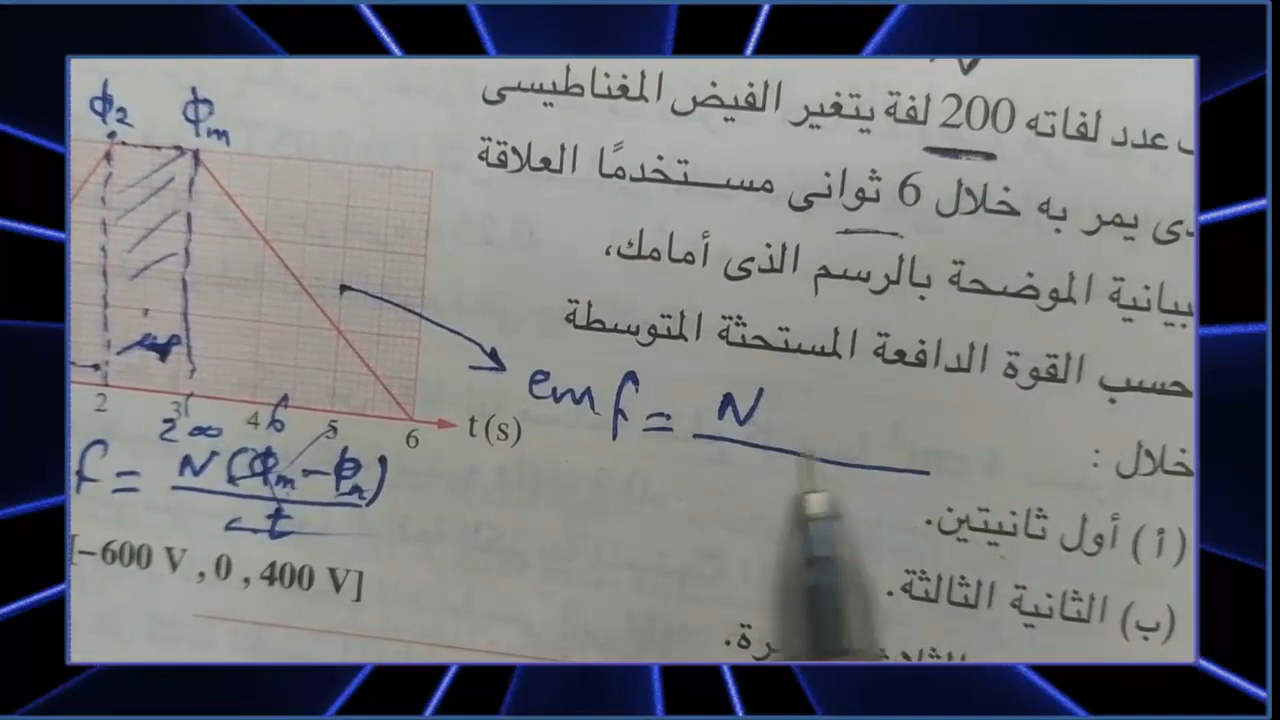 عدد لفاته 200 لفة يتغير الفيض المغناطيسى
يمر به خلال 6 ثوانى مستخدمًا العلاقة
بيانية الموضحة بالرسم الذى أمامك،
حسب القوة الدافعة المستحثة المتوسطة
خلال :
(أ) أول ثانيتين.
(ب) الثانية الثالثة.
ϕ2 ϕm
2 3 4 5 6 t (s)
emf = N
f = N (ϕm - ϕ
t
[−600 V , 0 , 400 V]